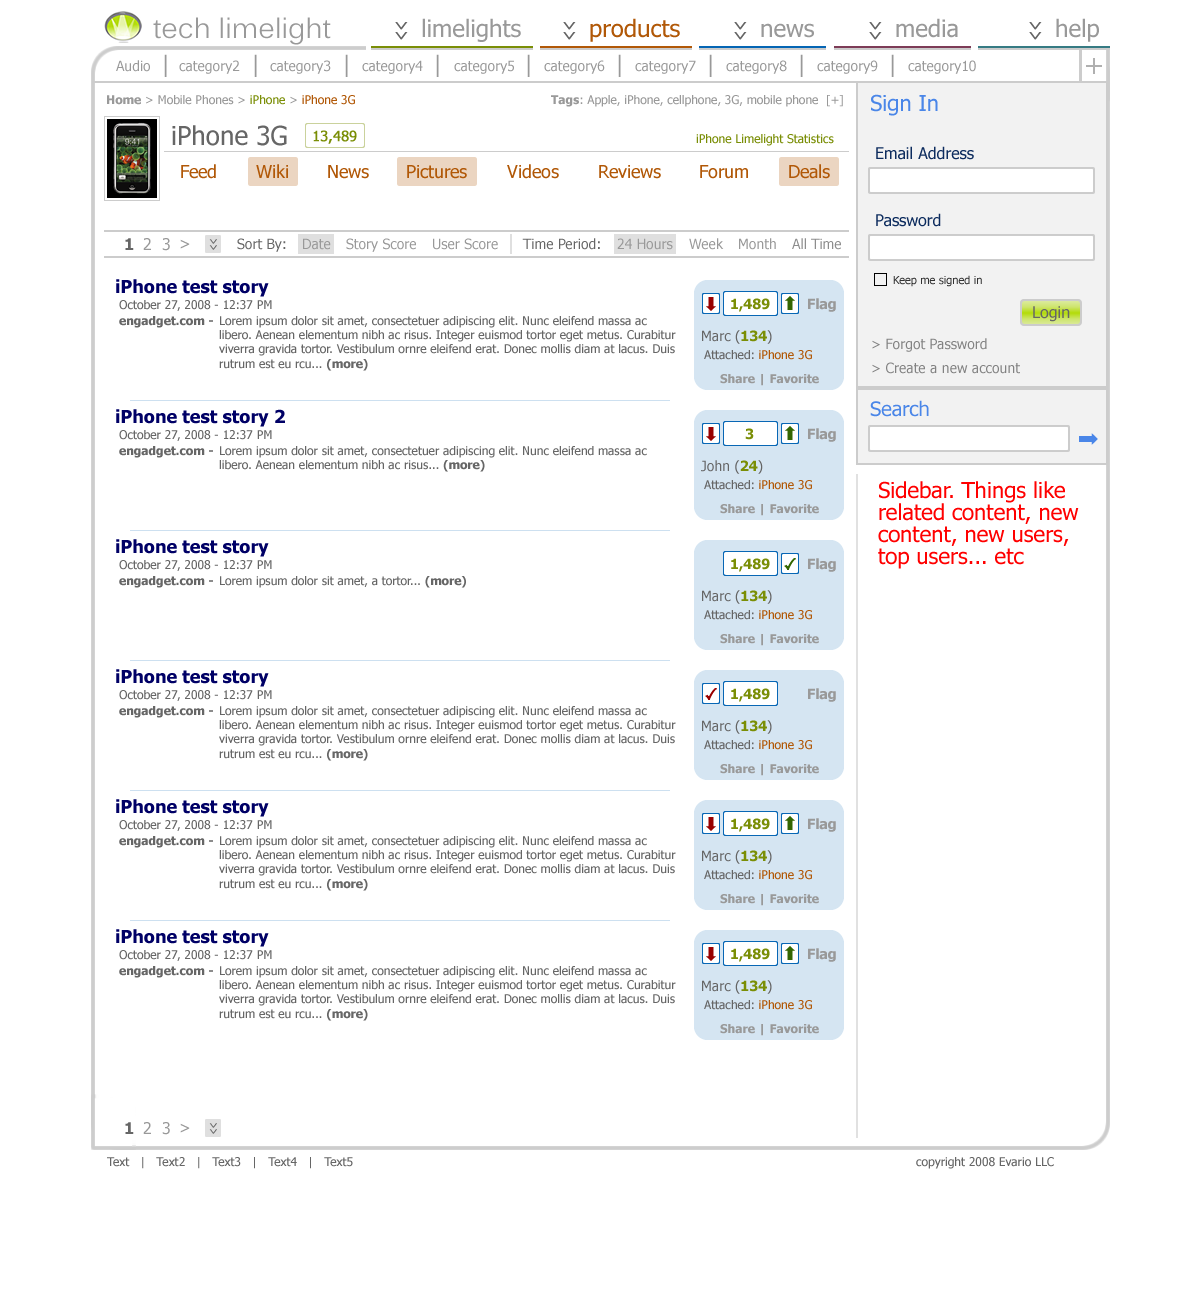 tech limelight
limelights products news media help
Audio category2 category3 category4 category5 category6 category7 category8 category9 category10
Home > Mobile Phones > iPhone > iPhone 3G
Tags: Apple, iPhone, cellphone, 3G, mobile phone [+]
iPhone 3G 13,489
iPhone Limelight Statistics
Feed Wiki News Pictures Videos Reviews Forum Deals
1 2 3 > Sort By: Date Story Score User Score Time Period: 24 Hours Week Month All Time
iPhone test story
October 27, 2008 - 12:37 PM
engadget.com - Lorem ipsum dolor sit amet, consectetuer adipiscing elit. Nunc eleifend massa ac
libero. Aenean elementum nibh ac risus. Integer euismod tortor eget metus. Curabitur
viverra gravida tortor. Vestibulum ornre eleifend erat. Donec mollis diam at lacus. Duis
rutrum est eu rcu... (more)
1,489 Flag
Marc (134)
Attached: iPhone 3G
Share | Favorite
iPhone test story 2
October 27, 2008 - 12:37 PM
engadget.com - Lorem ipsum dolor sit amet, consectetuer adipiscing elit. Nunc eleifend massa ac
libero. Aenean elementum nibh ac risus... (more)
3 Flag
John (24)
Attached: iPhone 3G
Share | Favorite
iPhone test story
October 27, 2008 - 12:37 PM
engadget.com - Lorem ipsum dolor sit amet, a tortor... (more)
1,489 Flag
Marc (134)
Attached: iPhone 3G
Share | Favorite
iPhone test story
October 27, 2008 - 12:37 PM
engadget.com - Lorem ipsum dolor sit amet, consectetuer adipiscing elit. Nunc eleifend massa ac
libero. Aenean elementum nibh ac risus. Integer euismod tortor eget metus. Curabitur
viverra gravida tortor. Vestibulum ornre eleifend erat. Donec mollis diam at lacus. Duis
rutrum est eu rcu... (more)
1,489 Flag
Marc (134)
Attached: iPhone 3G
Share | Favorite
iPhone test story
October 27, 2008 - 12:37 PM
engadget.com - Lorem ipsum dolor sit amet, consectetuer adipiscing elit. Nunc eleifend massa ac
libero. Aenean elementum nibh ac risus. Integer euismod tortor eget metus. Curabitur
viverra gravida tortor. Vestibulum ornre eleifend erat. Donec mollis diam at lacus. Duis
rutrum est eu rcu... (more)
1,489 Flag
Marc (134)
Attached: iPhone 3G
Share | Favorite
iPhone test story
October 27, 2008 - 12:37 PM
engadget.com - Lorem ipsum dolor sit amet, consectetuer adipiscing elit. Nunc eleifend massa ac
libero. Aenean elementum nibh ac risus. Integer euismod tortor eget metus. Curabitur
viverra gravida tortor. Vestibulum ornre eleifend erat. Donec mollis diam at lacus. Duis
rutrum est eu rcu... (more)
1,489 Flag
Marc (134)
Attached: iPhone 3G
Share | Favorite
1 2 3 >
Sign In
Email Address
Password
Keep me signed in
Login
> Forgot Password
> Create a new account
Search
Sidebar. Things like
related content, new
content, new users,
top users... etc
Text | Text2 | Text3 | Text4 | Text5
copyright 2008 Evario LLC